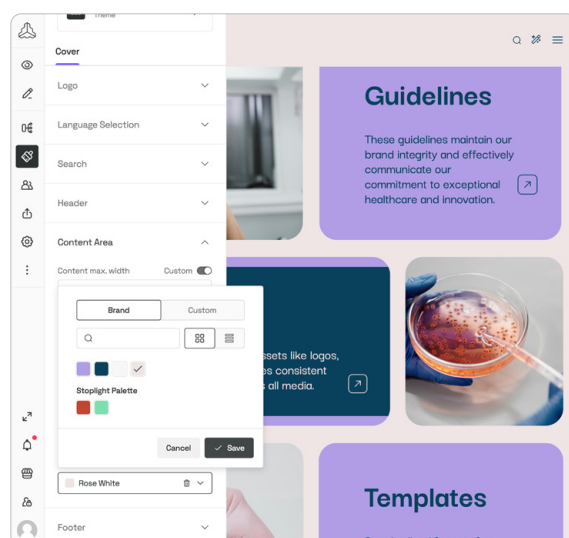 Theme
Cover
Logo
Language Selection
Search
Header
Content Area
Content max. width
Custom
Brand
Custom
Stoplight Palette
Cancel
Save
Rose White
Footer
Guidelines
These guidelines maintain our
brand integrity and effectively
communicate our
commitment to exceptional
healthcare and innovation.
ssets like logos,
es consistent
s all media.
Templates